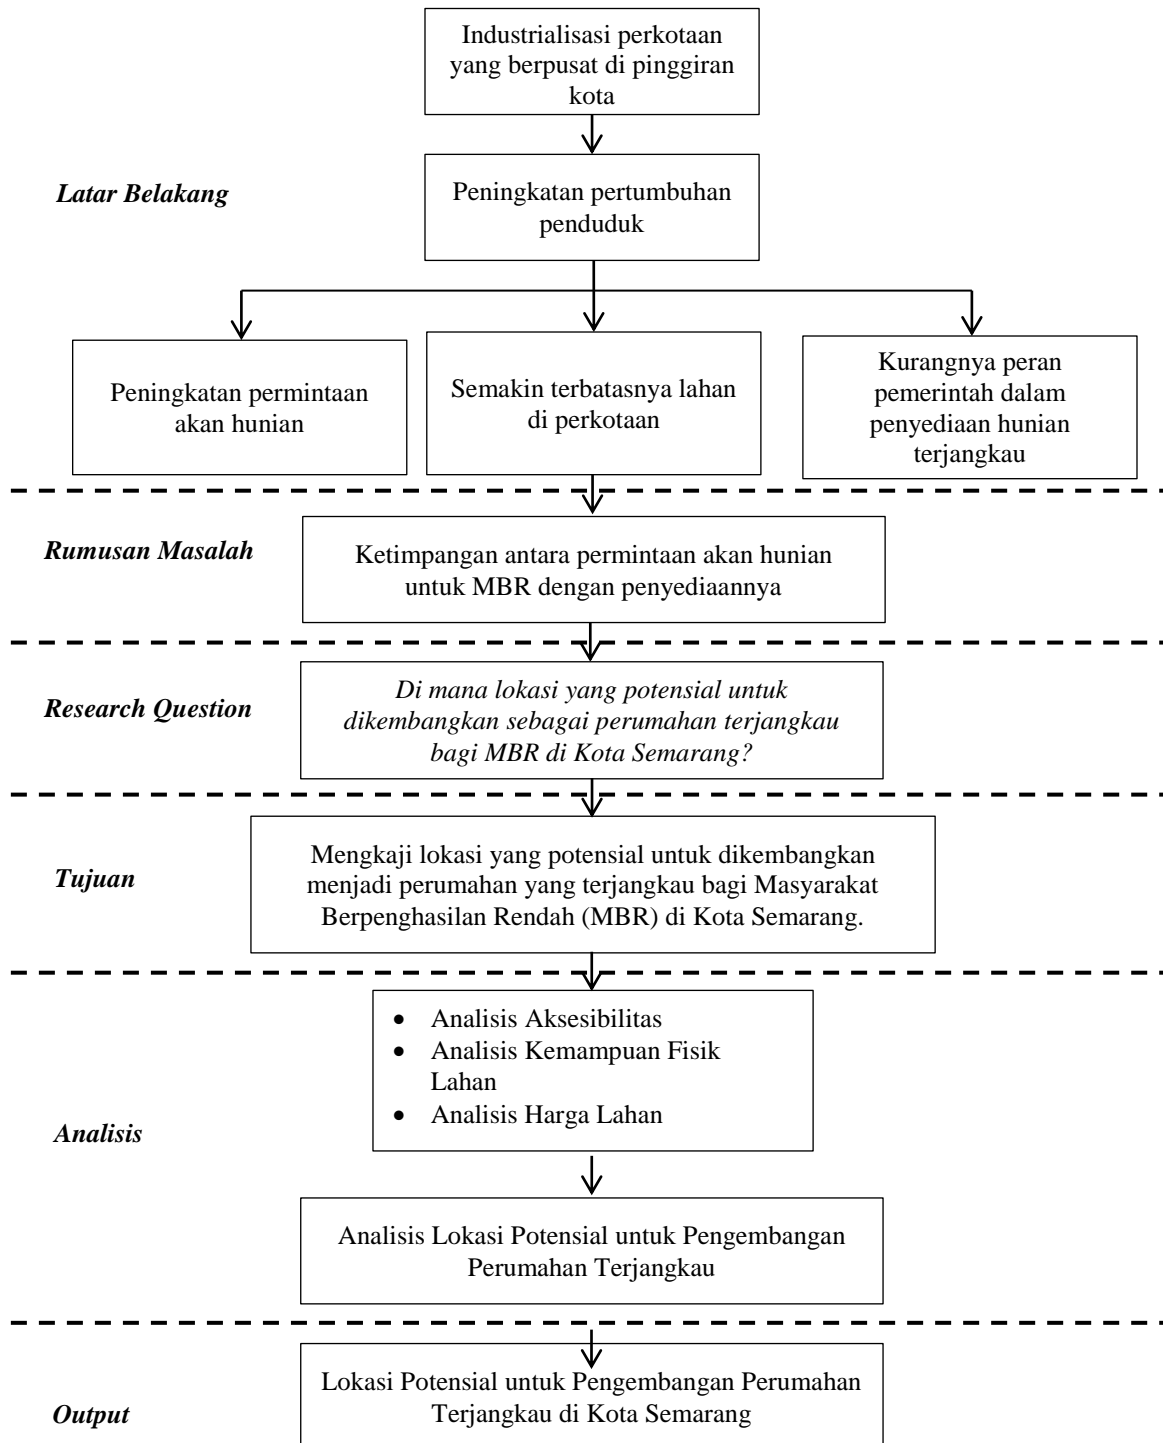 Industrialisasi perkotaan
yang berpusat di pinggiran
kota
Latar Belakang
Peningkatan pertumbuhan
penduduk
Peningkatan permintaan
akan hunian
Semakin terbatasnya lahan
di perkotaan
Kurangnya peran
pemerintah dalam
penyediaan hunian
terjangkau
Rumusan Masalah
Ketimpangan antara permintaan akan hunian
untuk MBR dengan penyediaannya
Research Question
Di mana lokasi yang potensial untuk
dikembangkan sebagai perumahan terjangkau
bagi MBR di Kota Semarang?
Tujuan
Mengkaji lokasi yang potensial untuk dikembangkan
menjadi perumahan yang terjangkau bagi Masyarakat
Berpenghasilan Rendah (MBR) di Kota Semarang.
Analisis
• Analisis Aksesibilitas
• Analisis Kemampuan Fisik
Lahan
• Analisis Harga Lahan
Analisis Lokasi Potensial untuk Pengembangan
Perumahan Terjangkau
Output
Lokasi Potensial untuk Pengembangan Perumahan
Terjangkau di Kota Semarang